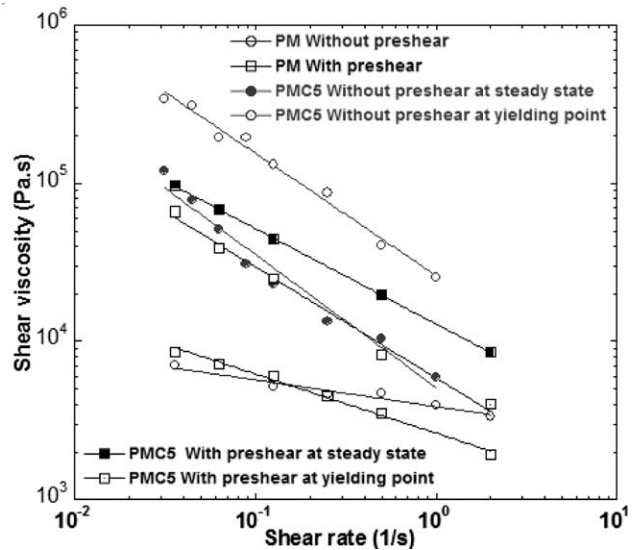 10^6
PM Without preshear
PM With preshear
PMC5 Without preshear at steady state
PMC5 Without preshear at yielding point
10^5
Shear viscosity (Pa.s)
10^4
PMC5 With preshear at steady state
PMC5 With preshear at yielding point
10^3
10^-2
10^-1
10^0
10^1
Shear rate (1/s)